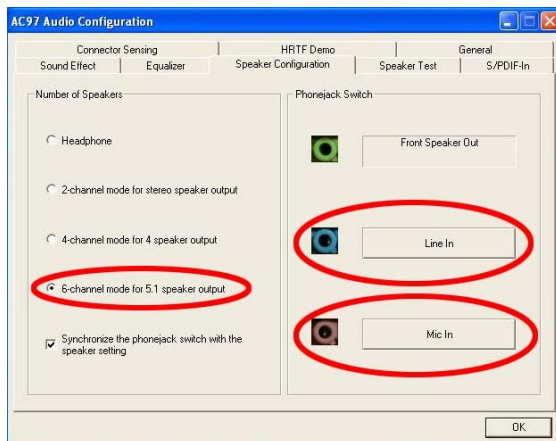 AC97 Audio Configuration
Connector Sensing
HRTF Demo
General
Sound Effect
Equalizer
Speaker Configuration
Speaker Test
S/PDIF-In
Number of Speakers
Headphone
2-channel mode for stereo speaker output
4-channel mode for 4 speaker output
6-channel mode for 5.1 speaker output
Synchronize the phonejack switch with the
speaker setting
Phonejack Switch
Front Speaker Out
Line In
Mic In
OK